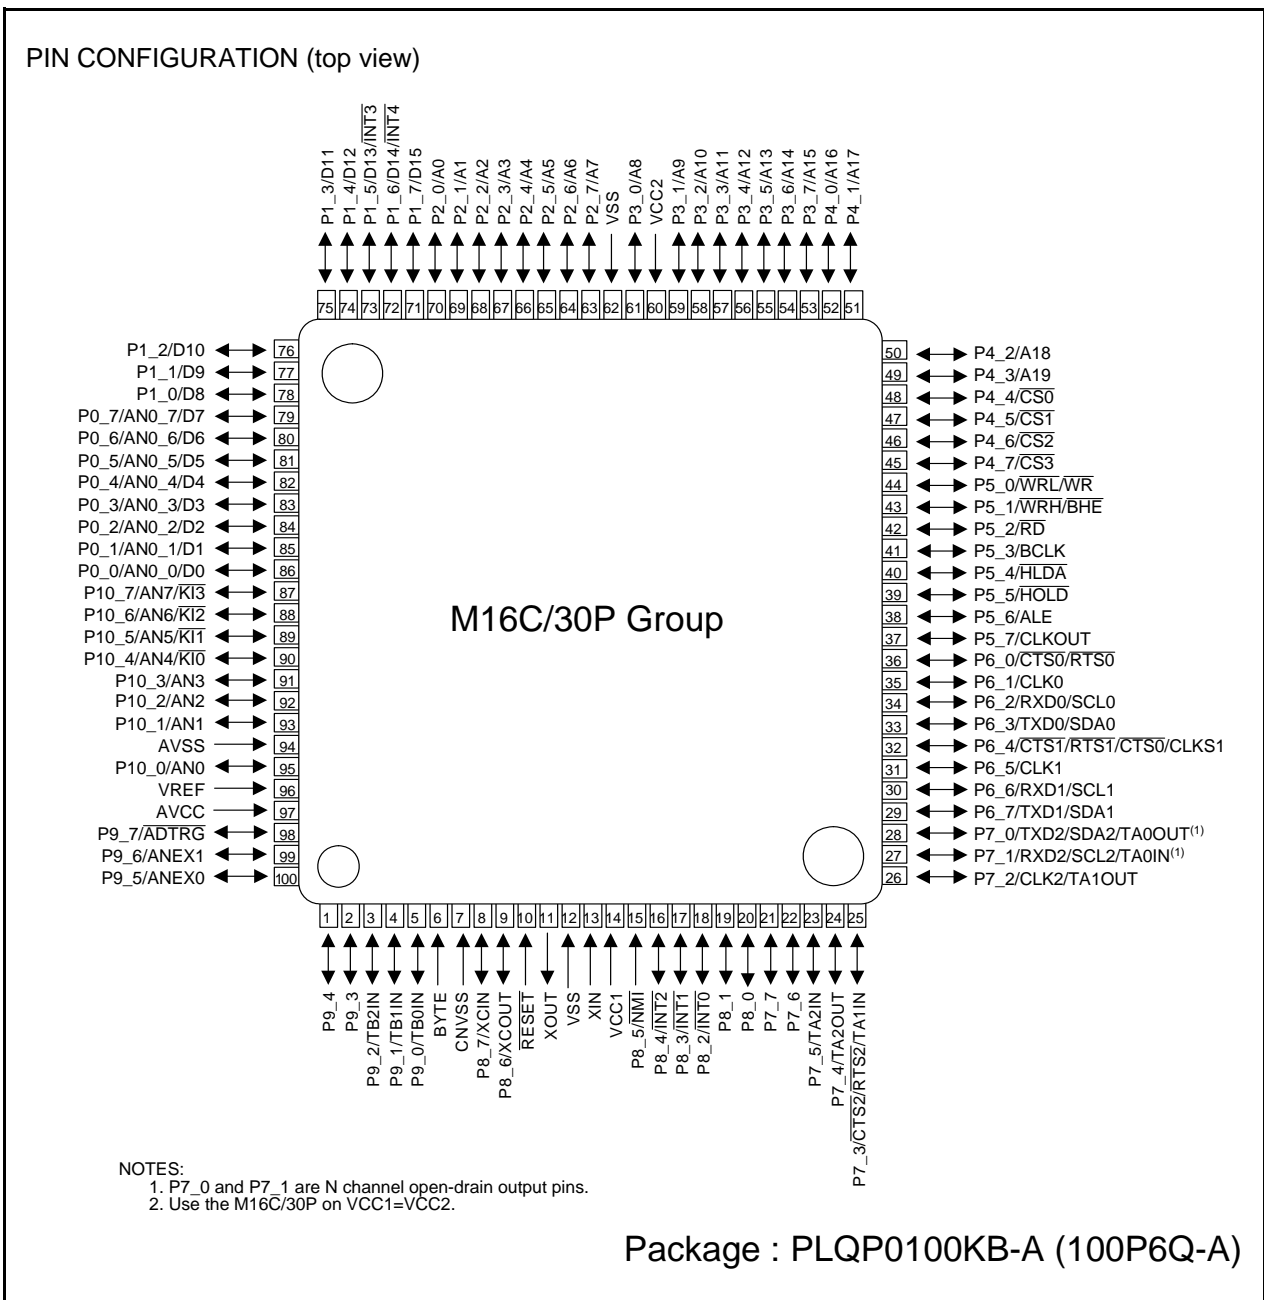 PIN CONFIGURATION (top view)
P1_3/D11
P1_4/D12
P1_5/D13/INT3
P1_6/D14/INT4
P1_7/D15
P2_0/A0
P2_1/A1
P2_2/A2
P2_3/A3
P2_4/A4
P2_5/A5
P2_6/A6
P2_7/A7
VSS
P3_0/A8
VCC2
P3_1/A9
P3_2/A10
P3_3/A11
P3_4/A12
P3_5/A13
P3_6/A14
P3_7/A15
P4_0/A16
P4_1/A17
75 74 73 72 71 70 69 68 67 66 65 64 63 62 61 60 59 58 57 56 55 54 53 52 51
P1_2/D10 76
P1_1/D9 77
P1_0/D8 78
P0_7/AN0_7/D7 79
P0_6/AN0_6/D6 80
P0_5/AN0_5/D5 81
P0_4/AN0_4/D4 82
P0_3/AN0_3/D3 83
P0_2/AN0_2/D2 84
P0_1/AN0_1/D1 85
P0_0/AN0_0/D0 86
P10_7/AN7/KI3 87
P10_6/AN6/KI2 88
P10_5/AN5/KI1 89
P10_4/AN4/KI0 90
P10_3/AN3 91
P10_2/AN2 92
P10_1/AN1 93
AVSS 94
P10_0/AN0 95
VREF 96
AVCC 97
P9_7/ADTRG 98
P9_6/ANEX1 99
P9_5/ANEX0 100
M16C/30P Group
50 P4_2/A18
49 P4_3/A19
48 P4_4/CS0
47 P4_5/CS1
46 P4_6/CS2
45 P4_7/CS3
44 P5_0/WRL/WR
43 P5_1/WRH/BHE
42 P5_2/RD
41 P5_3/BCLK
40 P5_4/HLDA
39 P5_5/HOLD
38 P5_6/ALE
37 P5_7/CLKOUT
36 P6_0/CTS0/RTS0
35 P6_1/CLK0
34 P6_2/RXD0/SCL0
33 P6_3/TXD0/SDA0
32 P6_4/CTS1/RTS1/CTS0/CLKS1
31 P6_5/CLK1
30 P6_6/RXD1/SCL1
29 P6_7/TXD1/SDA1
28 P7_0/TXD2/SDA2/TA0OUT(1)
27 P7_1/RXD2/SCL2/TA0IN(1)
26 P7_2/CLK2/TA1OUT
1 2 3 4 5 6 7 8 9 10 11 12 13 14 15 16 17 18 19 20 21 22 23 24 25
P9_4
P9_3
P9_2/TB2IN
P9_1/TB1IN
P9_0/TB0IN
BYTE
CNVSS
P8_7/XCIN
P8_6/XCOUT
RESET
XOUT
VSS
XIN
VCC1
P8_5/NMI
P8_4/INT2
P8_3/INT1
P8_2/INT0
P8_1
P8_0
P7_7
P7_6
P7_5/TA2IN
P7_4/TA2OUT
P7_3/CTS2/RTS2/TA1IN
NOTES:
1. P7_0 and P7_1 are N channel open-drain output pins.
2. Use the M16C/30P on VCC1=VCC2.
Package : PLQP0100KB-A (100P6Q-A)